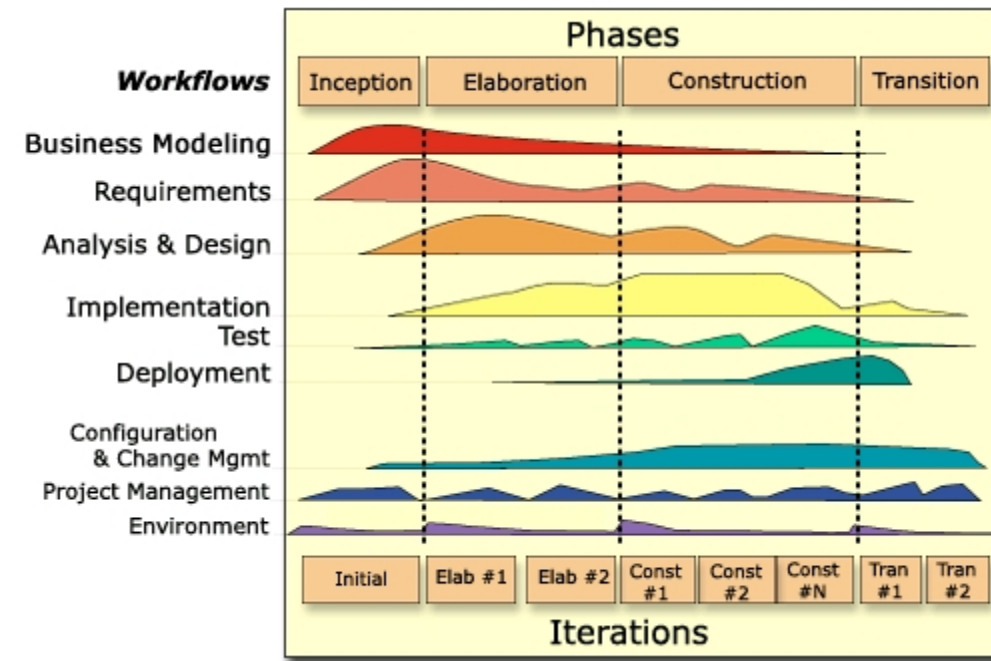 Phases
Workflows
Inception
Elaboration
Construction
Transition
Business Modeling
Requirements
Analysis & Design
Implementation
Test
Deployment
Configuration
& Change Mgmt
Project Management
Environment
Initial
Elab #1
Elab #2
Const
#1
Const
#2
Const
#N
Tran
#1
Tran
#2
Iterations